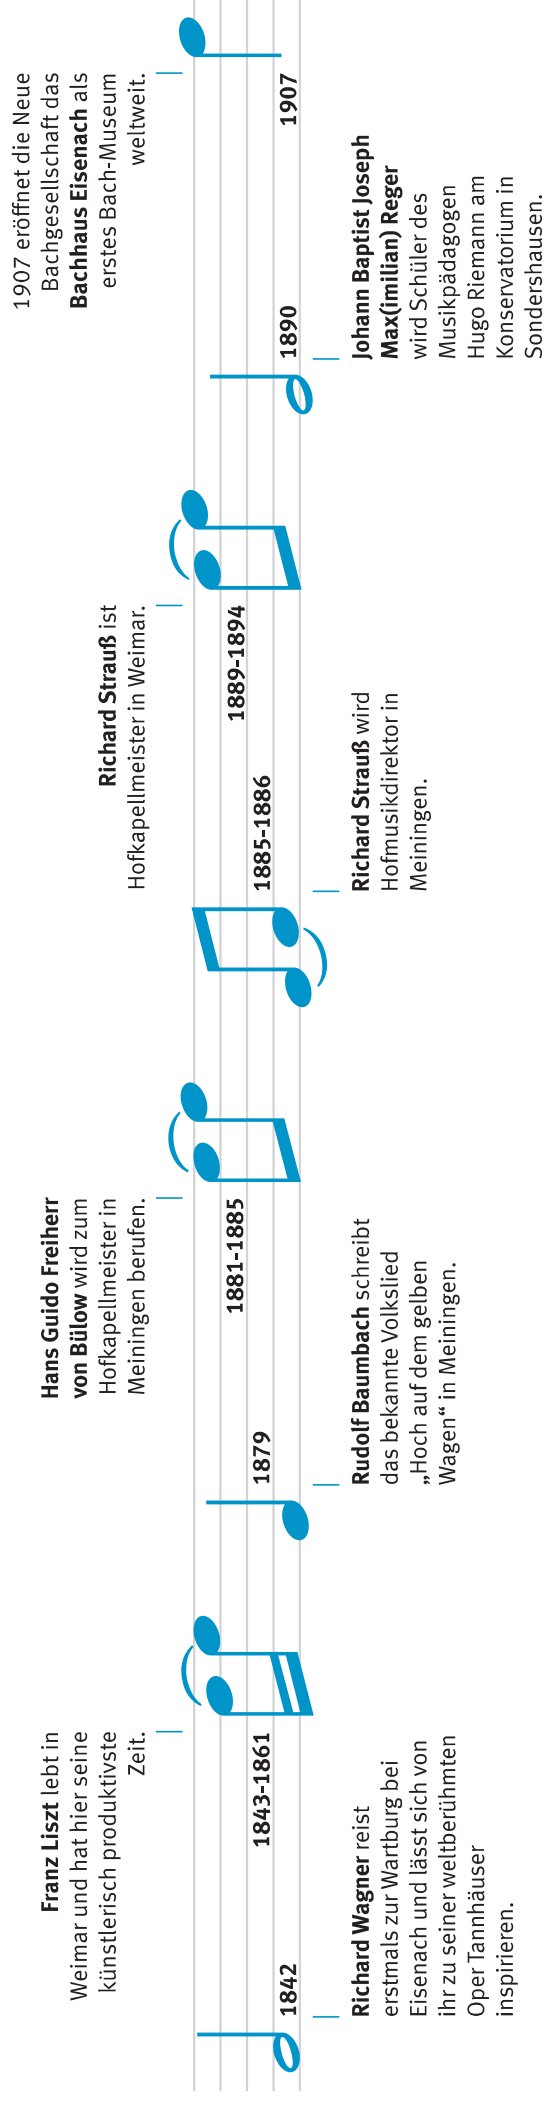 1842
Richard Wagner reist
erstmals zur Wartburg bei
Eisenach und lässt sich von
ihr zu seiner weltberühmten
Oper Tannhäuser
inspirieren.
Franz Liszt lebt in
Weimar und hat hier seine
künstlerisch produktivste
Zeit.
1843-1861
1879
Rudolf Baumbach schreibt
das bekannte Volkslied
„Hoch auf dem gelben
Wagen“ in Meiningen.
Hans Guido Freiherr
von Bülow wird zum
Hofkapellmeister in
Meiningen berufen.
1881-1885
1885-1886
Richard Strauß wird
Hofmusikdirektor in
Meiningen.
Richard Strauß ist
Hofkapellmeister in Weimar.
1889-1894
1890
Johann Baptist Joseph
Max(imilian) Reger
wird Schüler des
Musikpädagogen
Hugo Riemann am
Konservatorium in
Sondershausen.
1907 eröffnet die Neue
Bachgesellschaft das
Bachhaus Eisenach als
erstes Bach-Museum
weltweit.
1907